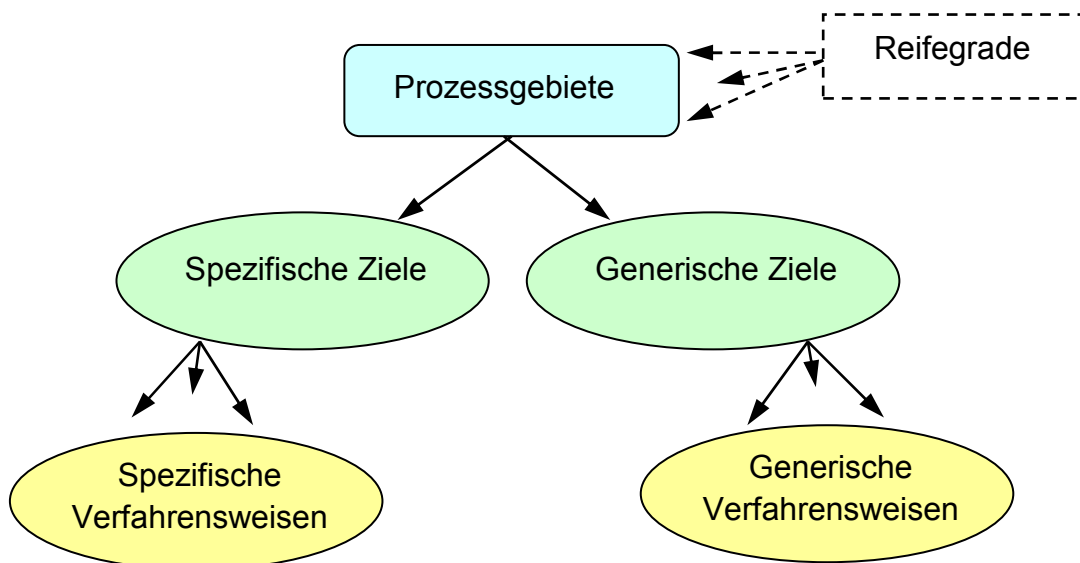 Reifegrade
Prozessgebiete
Spezifische Ziele
Generische Ziele
Spezifische
Verfahrensweisen
Generische
Verfahrensweisen